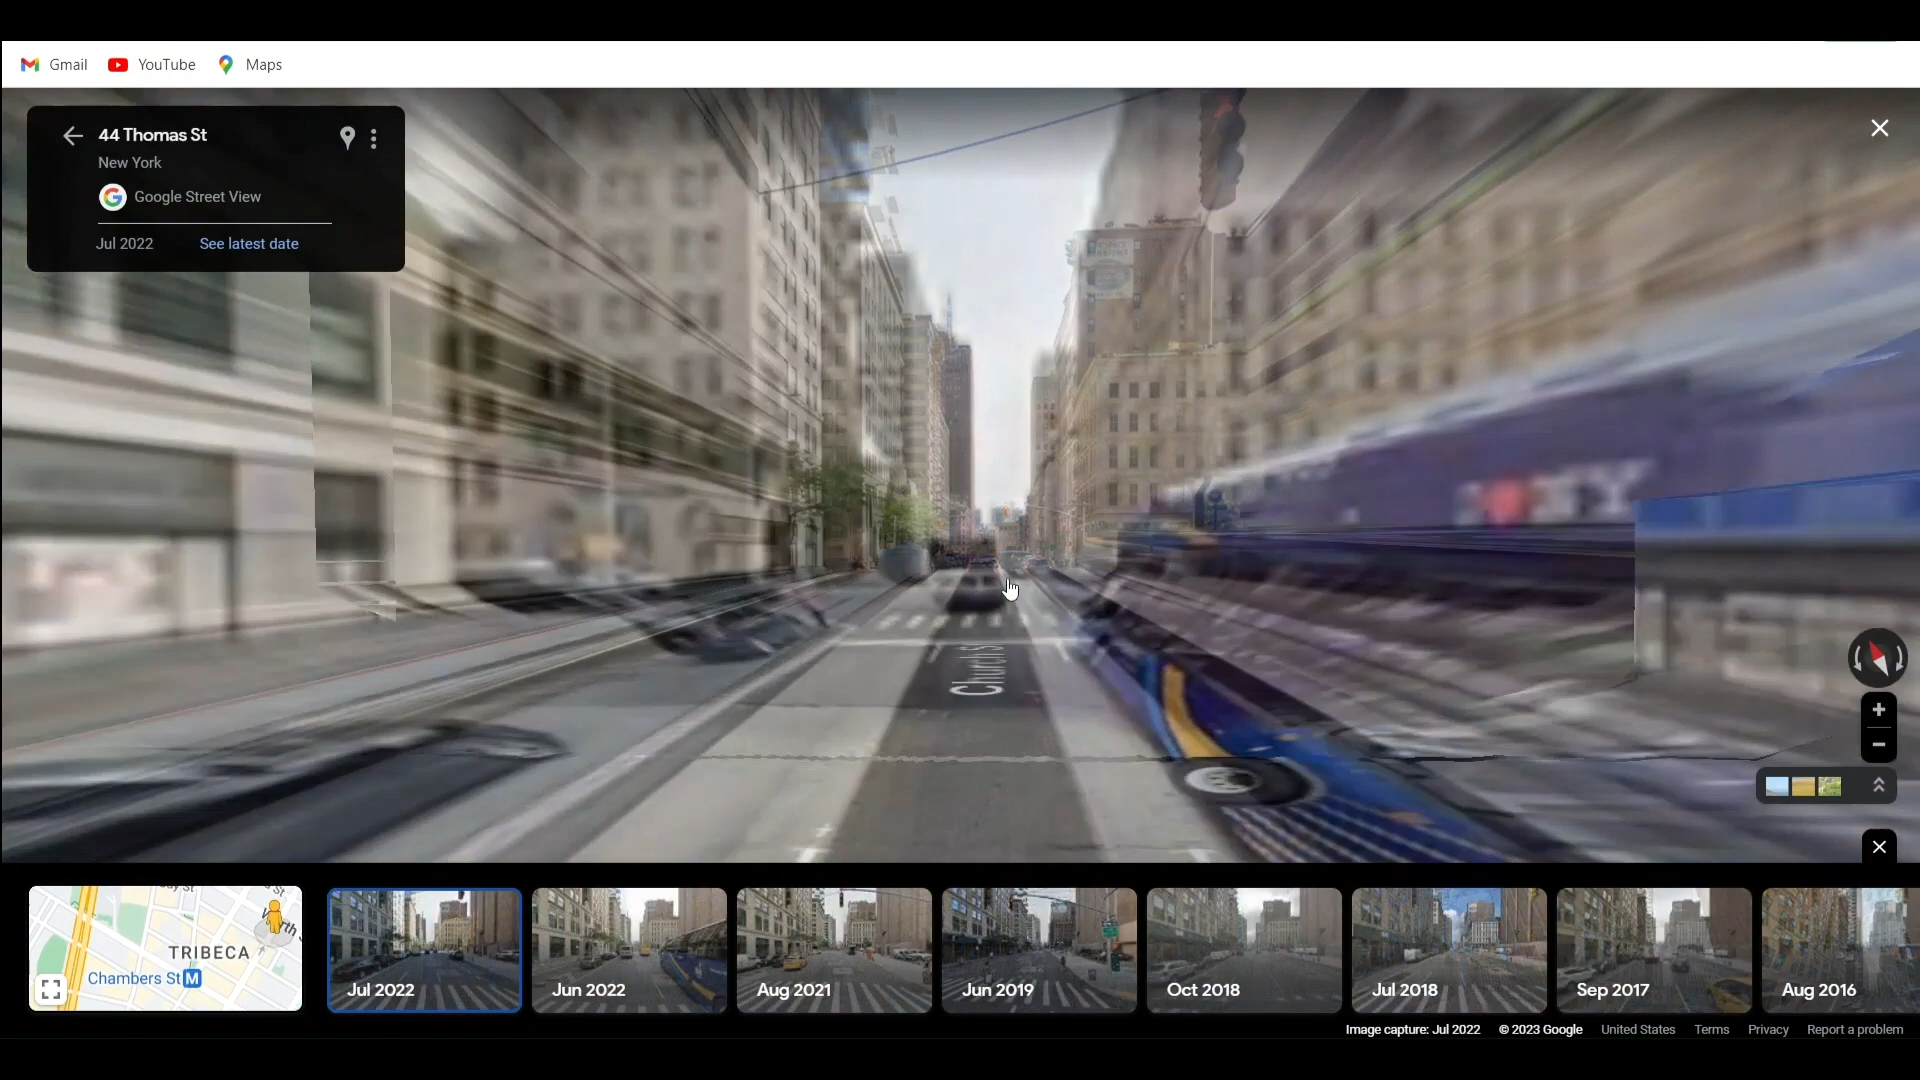 Gmail YouTube Maps
44 Thomas St
New York
Google Street View
Jul 2022 See latest date
Church S
TRIBECA
Chambers St M
Jul 2022
Jun 2022
Aug 2021
Jun 2019
Oct 2018
Jul 2018
Sep 2017
Aug 2016
Image capture: Jul 2022 © 2023 Google United States Terms Privacy Report a problem